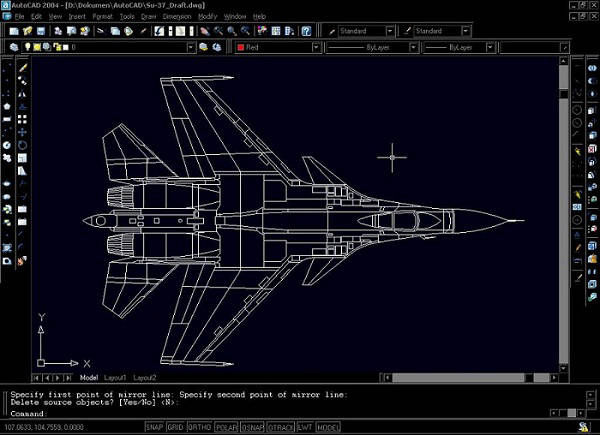 AutoCAD 2004 - [D:\Dokumen\AutoCAD\Su-37_Draft.dwg]
File Edit View Insert Format Tools Draw Dimension Modify Window Help
Standard Standard
0 Red ByLayer ByLayer
Y
X
Model Layout1 Layout2
Specify first point of mirror line: Specify second point of mirror line:
Delete source objects? [Yes/No] <N>:
Command:
107.0633, 104.7559, 0.0000 SNAP GRID ORTHO POLAR OSNAP OTRACK LWT MODEL